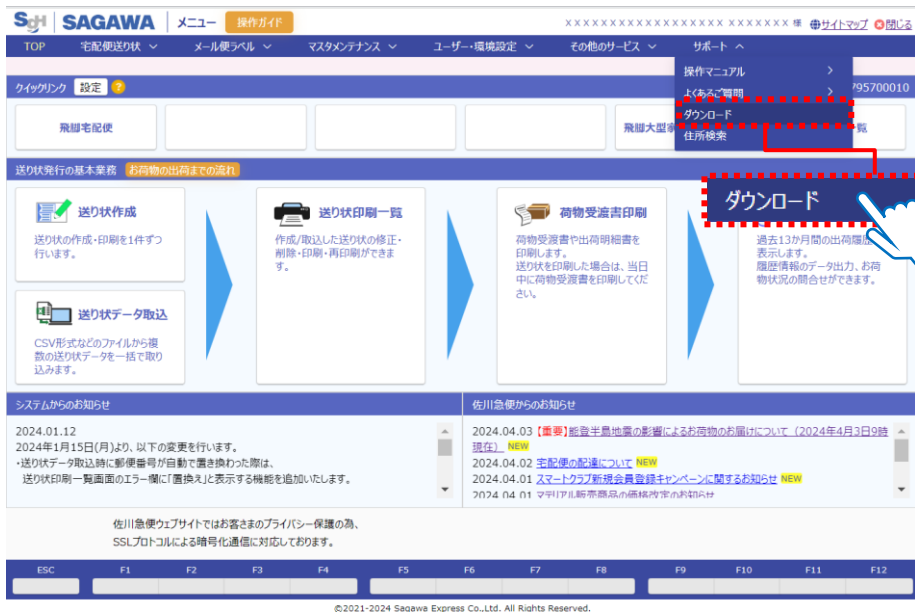 SGH SAGAWA メニュー 操作ガイド XXXXXXXXXXXXXXXXXXXX XXXXXXX 様 サイトマップ 閉じる
TOP 宅配便送り状 メール便ラベル マスタメンテナンス ユーザー・環境設定 その他のサービス サポート
操作マニュアル
クイックリンク 設定 ? よくあるご質問 795700010
ダウンロード
飛脚宅配便 飛脚大型家 覧
住所検索
送り状発行の基本業務 お荷物の出荷までの流れ
ダウンロード
送り状作成
送り状の作成・印刷を1件ずつ
行います。
送り状データ取込
CSV形式などのファイルから複
数の送り状データを一括で取り
込みます。
送り状印刷一覧
作成/取込した送り状の修正・
削除・印刷・再印刷ができま
す。
荷物受渡書印刷
荷物受渡書や出荷明細書を
印刷します。
送り状を印刷した場合は、当日
中に荷物受渡書を印刷してくだ
さい。
過去13か月間の出荷履歴
表示します。
履歴情報のデータ出力、お荷
物状況の問合せができます。
システムからのお知らせ
2024.01.12
2024年1月15日(月)より、以下の変更を行います。
・送り状データ取込時に郵便番号が自動で置き換わった際は、
送り状印刷一覧画面のエラー欄に「置換え」と表示する機能を追加いたします。
佐川急便からのお知らせ
2024.04.03 【重要】能登半島地震の影響によるお荷物のお届けについて（2024年4月3日9時
現在） NEW
2024.04.02 宅配便の配達について NEW
2024.04.01 スマートクラブ新規会員登録キャンペーンに関するお知らせ NEW
2024.04.01 マテリアル販売商品の価格改定のお知らせ
佐川急便ウェブサイトではお客さまのプライバシー保護の為、
SSLプロトコルによる暗号化通信に対応しております。
ESC F1 F2 F3 F4 F5 F6 F7 F8 F9 F10 F11 F12
©2021-2024 Sagawa Express Co.,Ltd. All Rights Reserved.